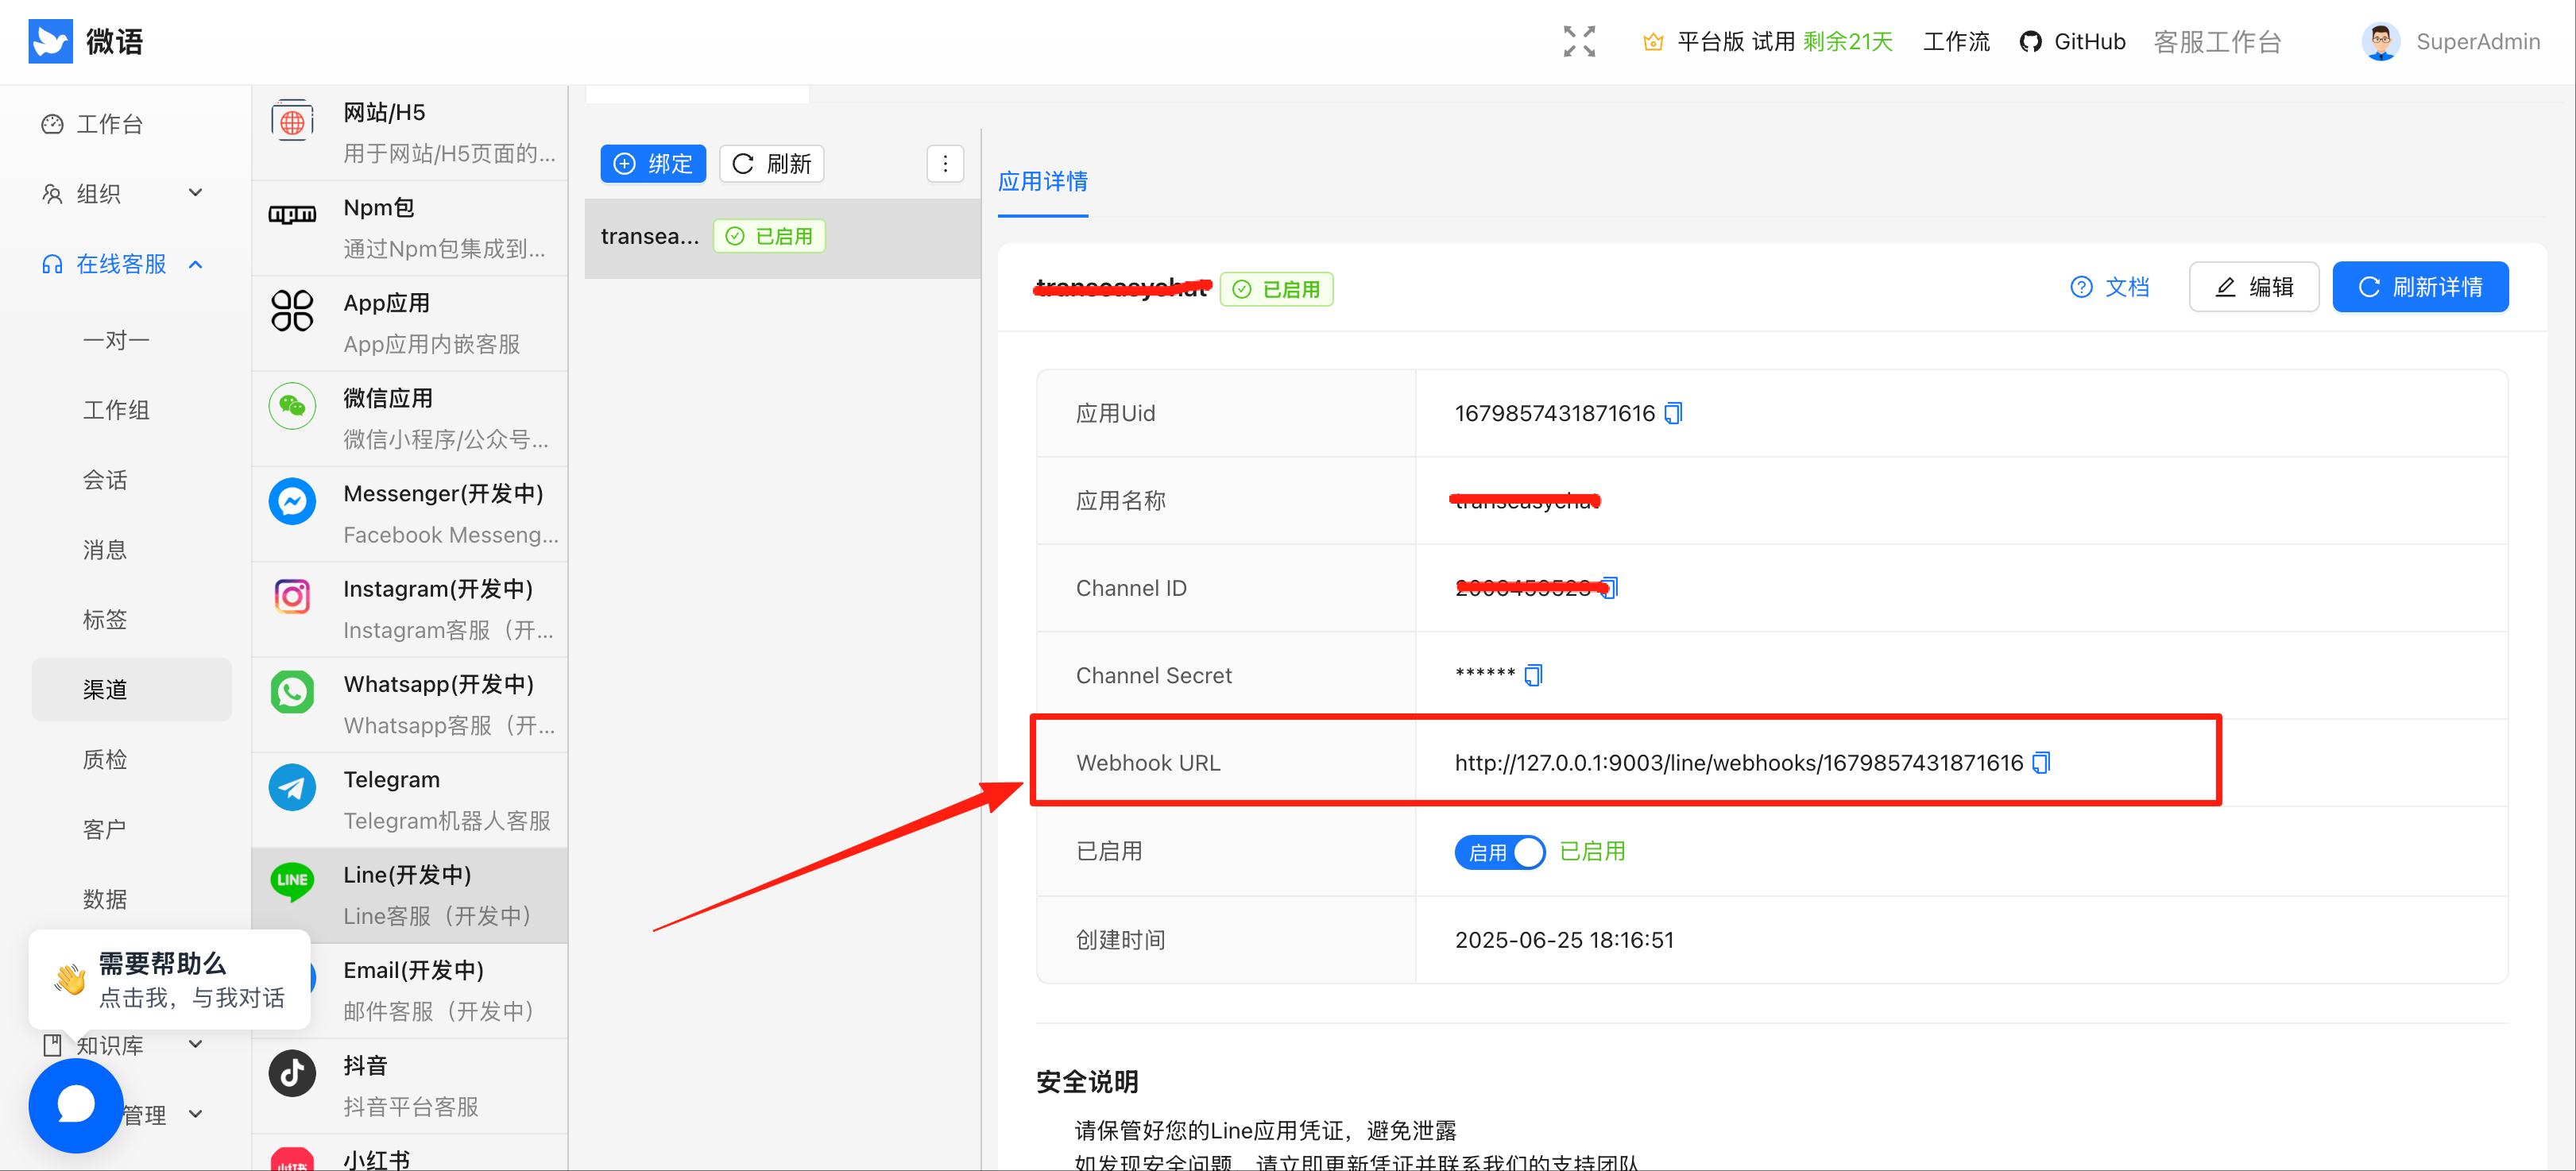 微语
平台版 试用 剩余21天
工作流
GitHub
客服工作台
SuperAdmin
工作台
组织
在线客服
一对一
工作组
会话
消息
标签
渠道
质检
客户
数据
需要帮助么
点击我，与我对话
知识库
管理
网站/H5
用于网站/H5页面的...
npm
Npm包
通过Npm包集成到...
App应用
App应用内嵌客服
微信应用
微信小程序/公众号...
Messenger(开发中)
Facebook Messeng...
Instagram(开发中)
Instagram客服（开...
Whatsapp(开发中)
Whatsapp客服（开...
Telegram
Telegram机器人客服
LINE
Line(开发中)
Line客服（开发中）
Email(开发中)
邮件客服（开发中）
抖音
抖音平台客服
小红书
绑定
刷新
transea...
已启用
应用详情
已启用
文档
编辑
刷新详情
应用Uid
1679857431871616
应用名称
Channel ID
Channel Secret
******
Webhook URL
http://127.0.0.1:9003/line/webhooks/1679857431871616
已启用
启用
已启用
创建时间
2025-06-25 18:16:51
安全说明
请保管好您的Line应用凭证，避免泄露
如发现安全问题，请立即更新凭证并联系我们的支持团队